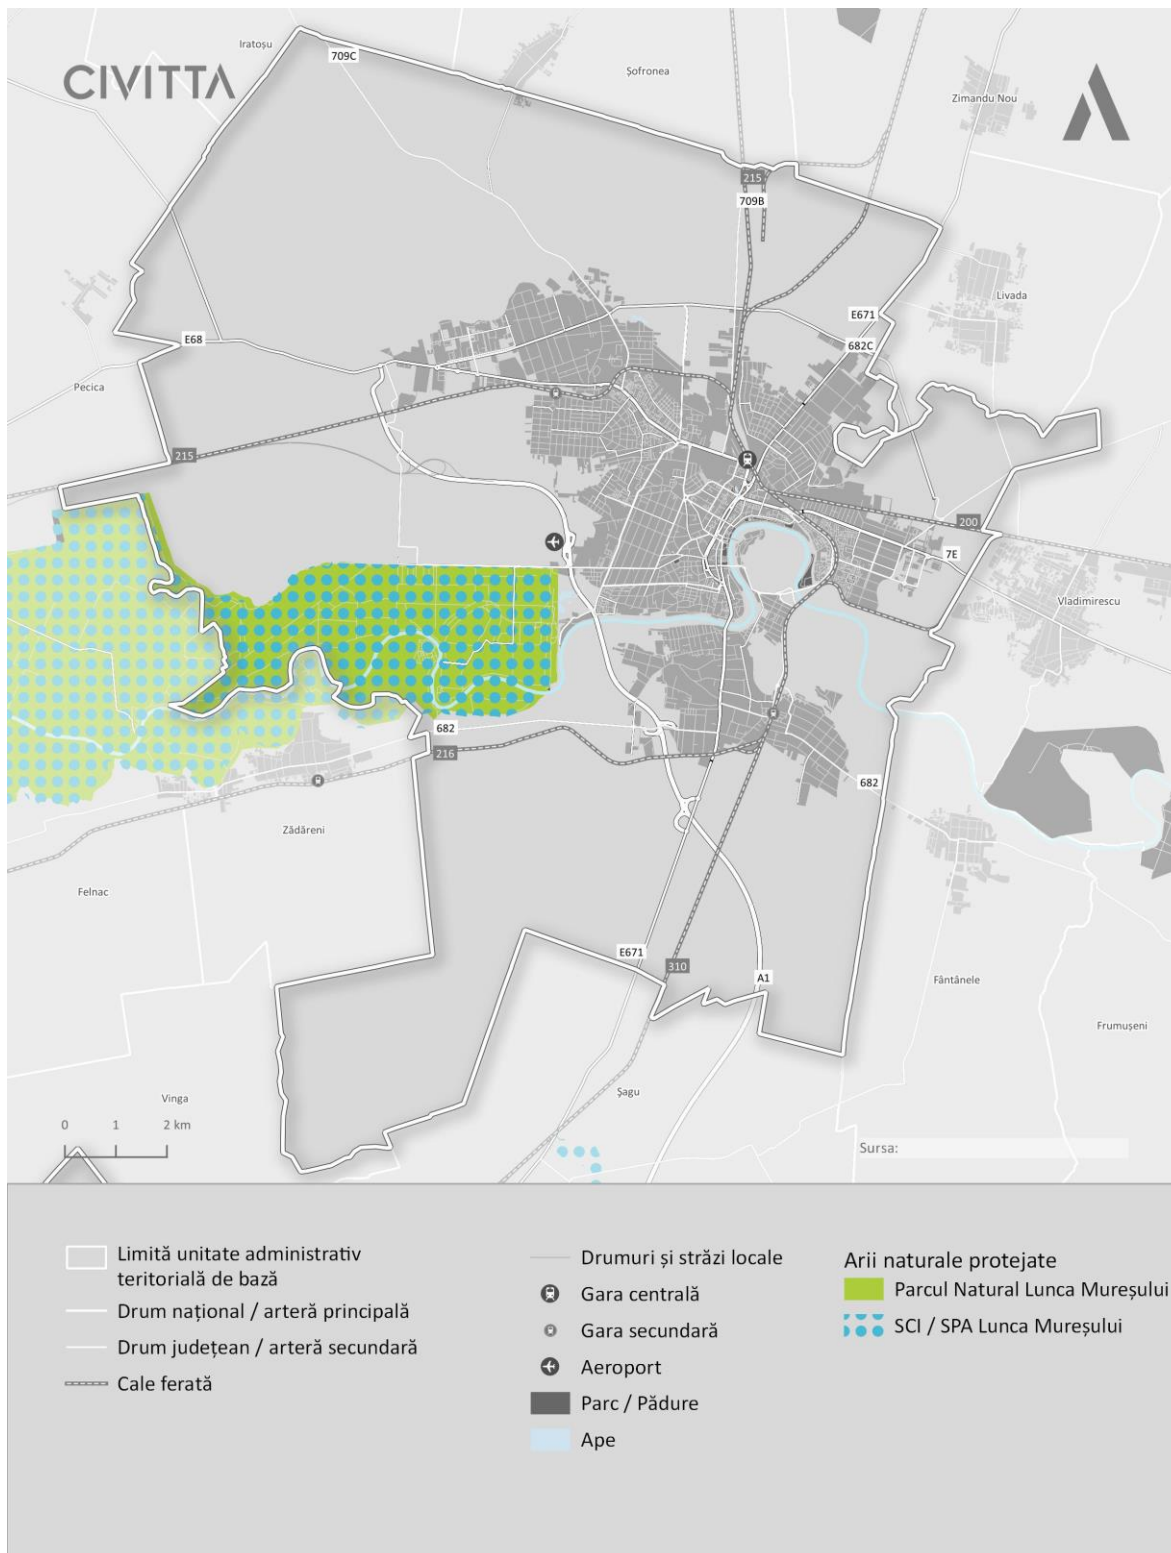 Iratoșu
709C
CIVITTA
Șofronea
Zimandu Nou
215
709B
Livada
E671
682C
E68
Pecica
215
200
7E
Vladimirescu
682
216
682
Zădăreni
Felnac
E671
310
A1
Fântânele
Frumușeni
Șagu
Vinga
0 1 2 km
Sursa:
Limită unitate administrativ
teritorială de bază
Drum național / arteră principală
Drum județean / arteră secundară
Cale ferată
Drumuri și străzi locale
Gara centrală
Gară secundară
Aeroport
Parc / Pădure
Ape
Arii naturale protejate
Parcul Natural Lunca Mureșului
SCI / SPA Lunca Mureșului